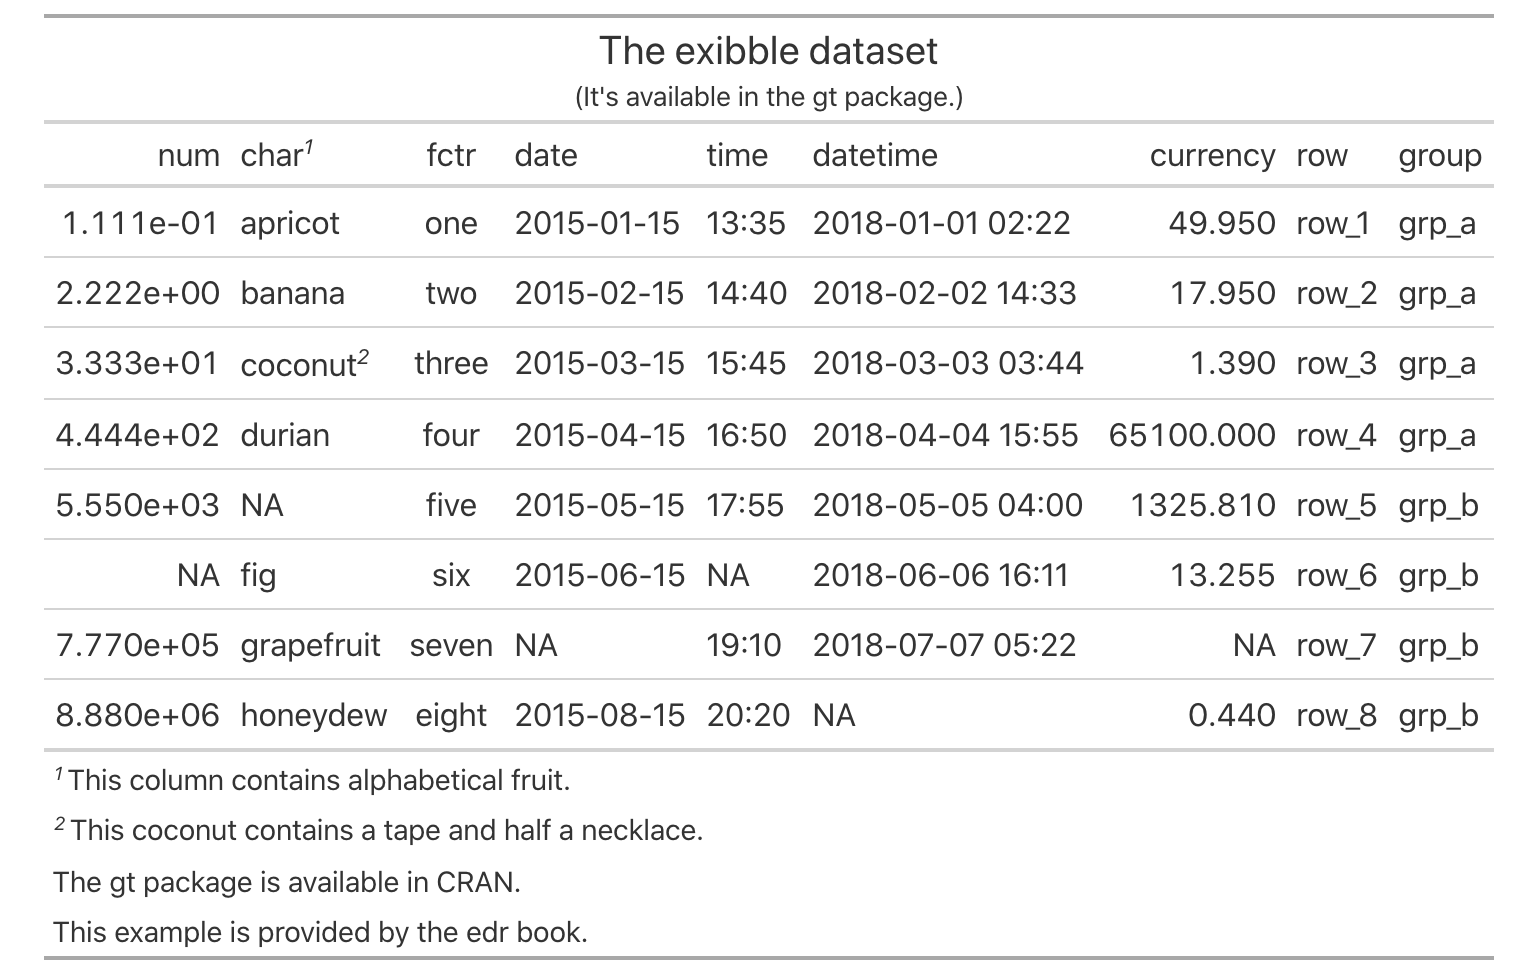 The exibble dataset
(It's available in the gt package.)
num char1 fctr date time datetime currency row group
1.111e-01 apricot one 2015-01-15 13:35 2018-01-01 02:22 49.950 row_1 grp_a
2.222e+00 banana two 2015-02-15 14:40 2018-02-02 14:33 17.950 row_2 grp_a
3.333e+01 coconut2 three 2015-03-15 15:45 2018-03-03 03:44 1.390 row_3 grp_a
4.444e+02 durian four 2015-04-15 16:50 2018-04-04 15:55 65100.000 row_4 grp_a
5.550e+03 NA five 2015-05-15 17:55 2018-05-05 04:00 1325.810 row_5 grp_b
NA fig six 2015-06-15 NA 2018-06-06 16:11 13.255 row_6 grp_b
7.770e+05 grapefruit seven NA 19:10 2018-07-07 05:22 NA row_7 grp_b
8.880e+06 honeydew eight 2015-08-15 20:20 NA 0.440 row_8 grp_b
1 This column contains alphabetical fruit.
2 This coconut contains a tape and half a necklace.
The gt package is available in CRAN.
This example is provided by the edr book.